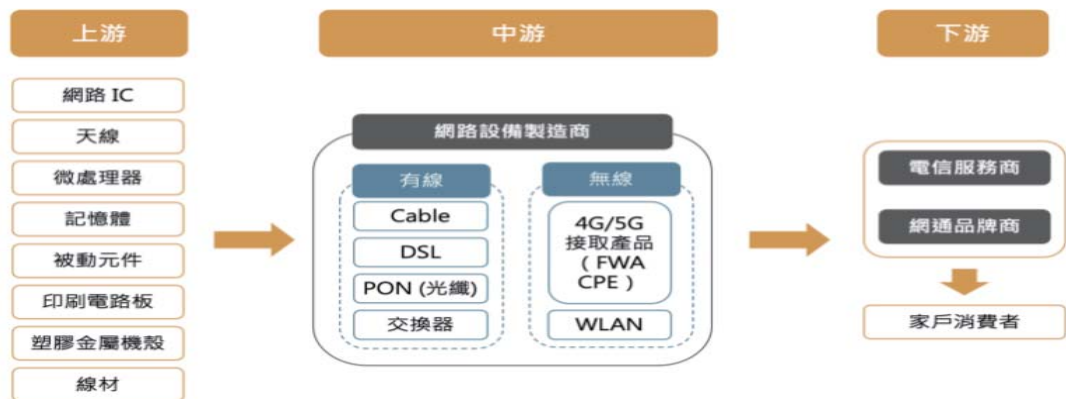 上游
網路 IC
天線
微處理器
記憶體
被動元件
印刷電路板
塑膠金屬機殼
線材
中游
網路設備製造商
有線
Cable
DSL
PON (光纖)
交換器
無線
4G/5G
接取產品
（FWA
CPE）
WLAN
下游
電信服務商
網通品牌商
家戶消費者